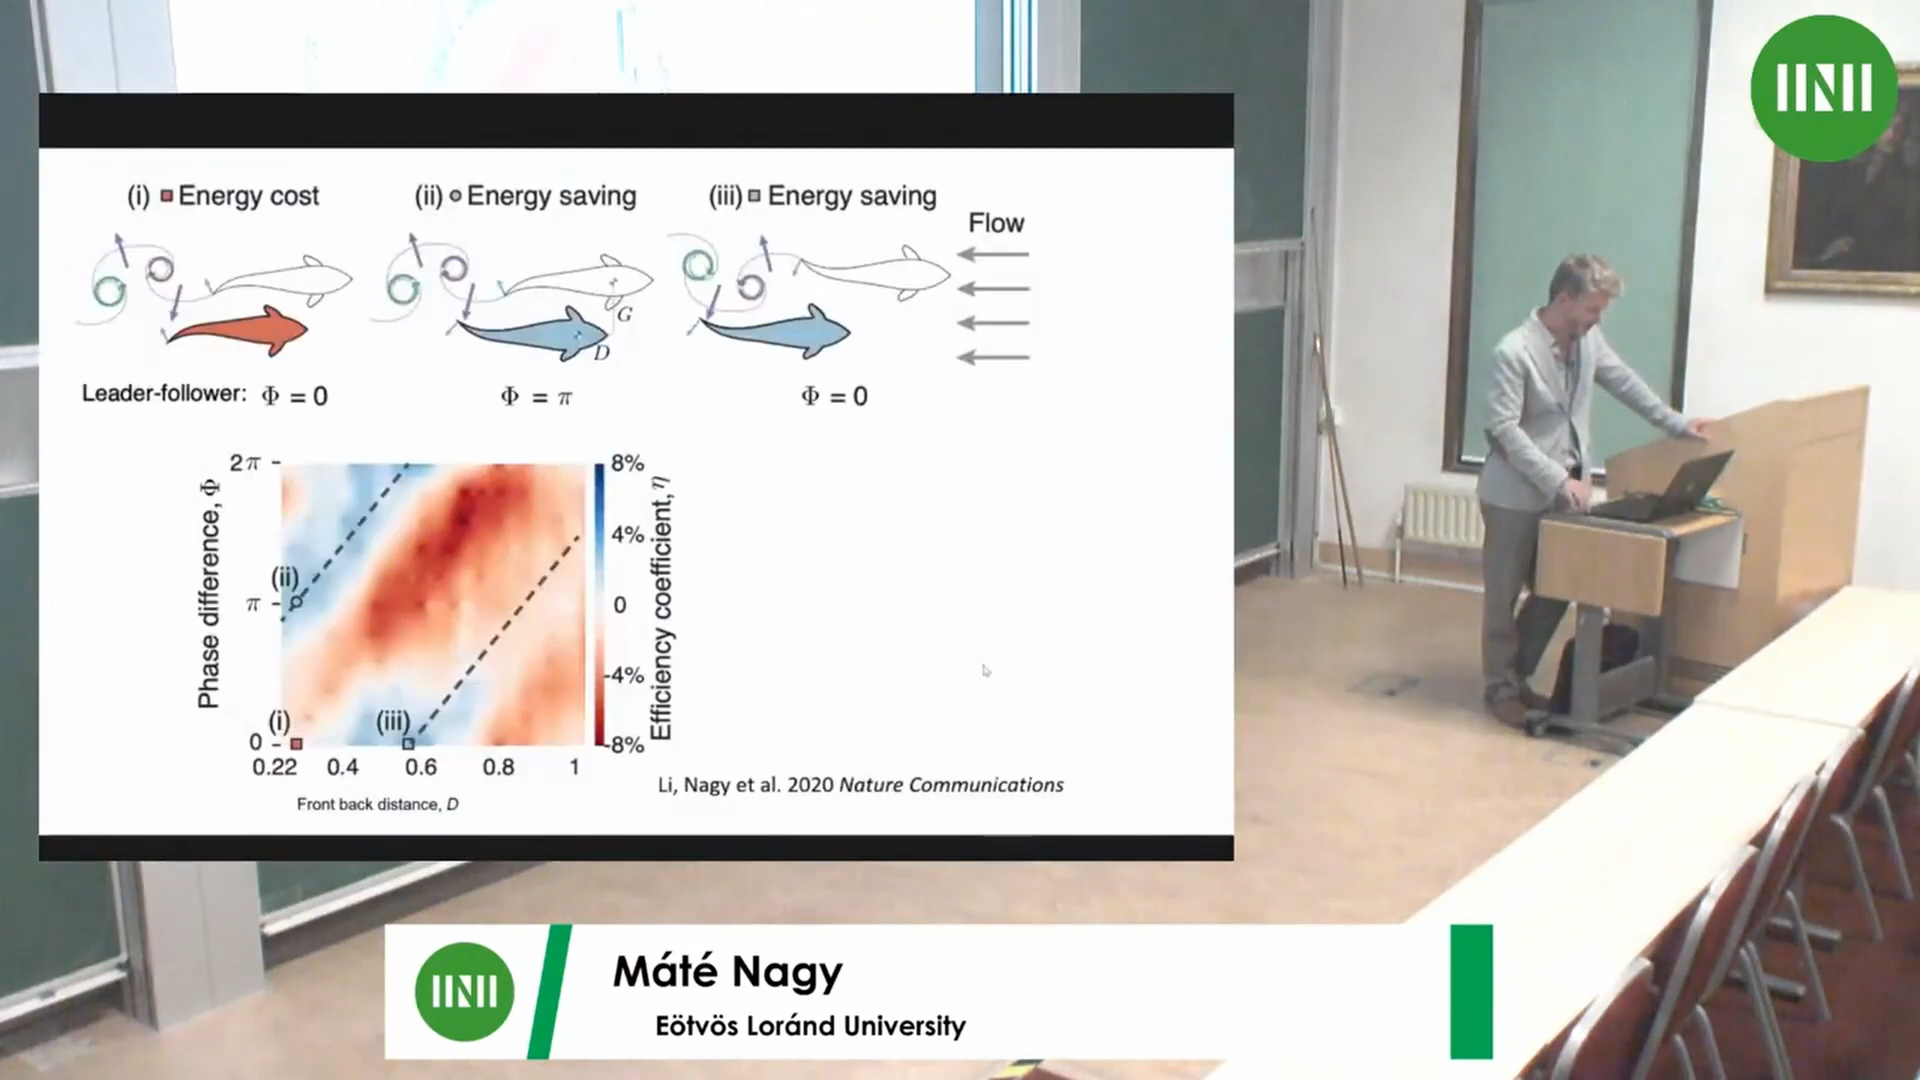 IINII
(i) Energy cost
(ii) Energy saving
(iii) Energy saving
Flow
G
D
Leader-follower: Φ = 0
Φ = π
Φ = 0
2π
π
0
Phase difference, Φ
(ii)
(i)
(iii)
0.22 0.4 0.6 0.8 1
Front back distance, D
8%
4%
0
-4%
-8%
Efficiency coefficient, η
Li, Nagy et al. 2020 Nature Communications
IINII
Máté Nagy
Eötvös Loránd University